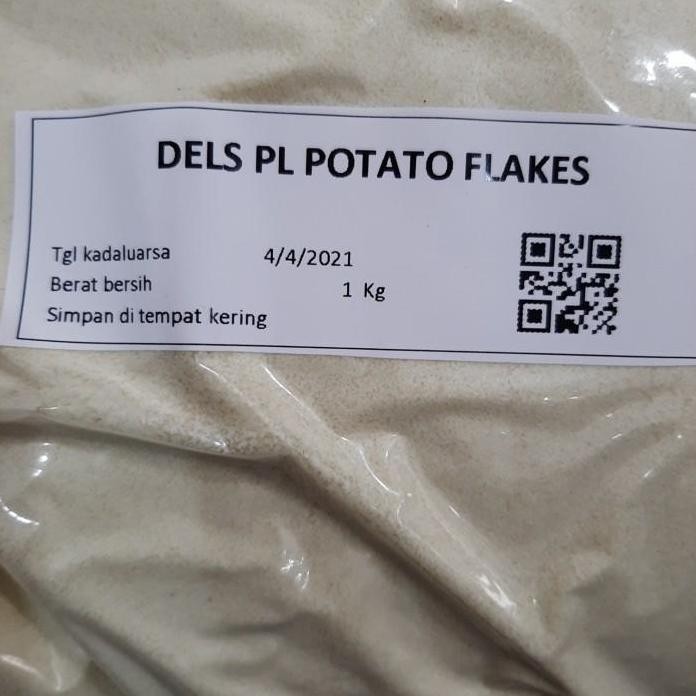 DELS PL POTATO FLAKES
Tgl kadaluarsa 4/4/2021
Berat bersih 1 Kg
Simpan di tempat kering